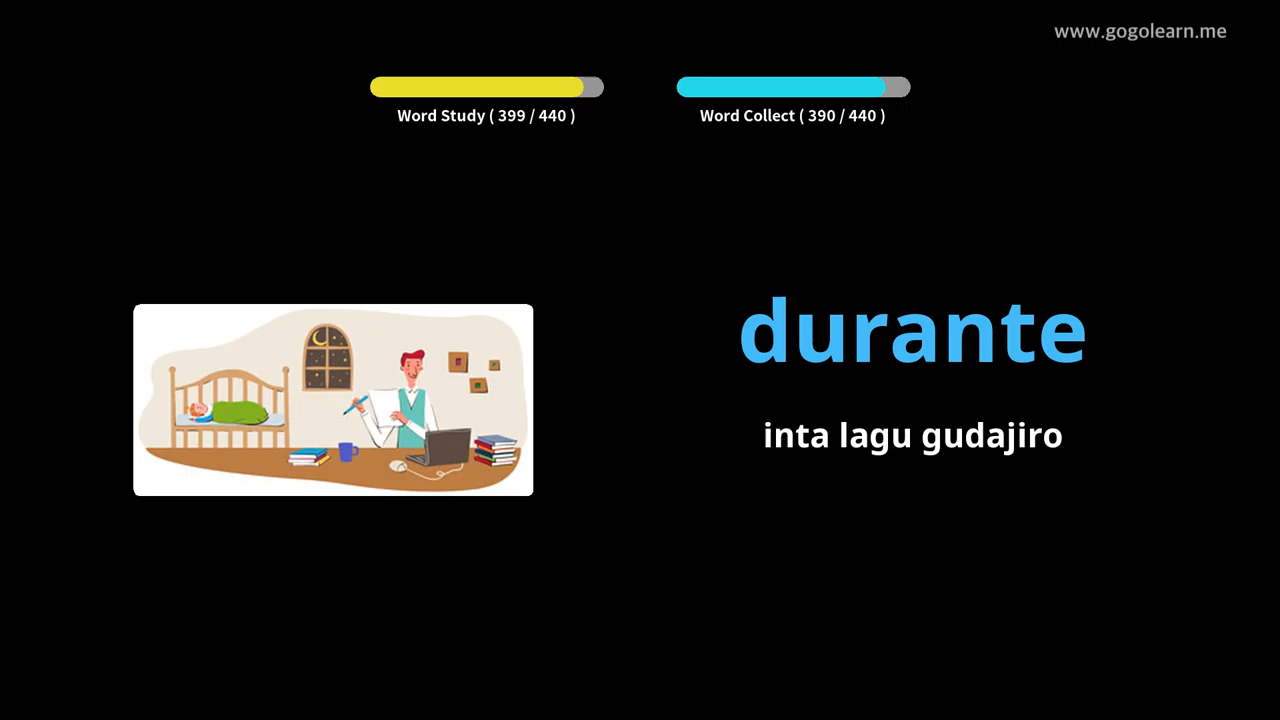 www.gogolearn.me
Word Study ( 399 / 440 )
Word Collect ( 390 / 440 )
durante
inta lagu gudajiro